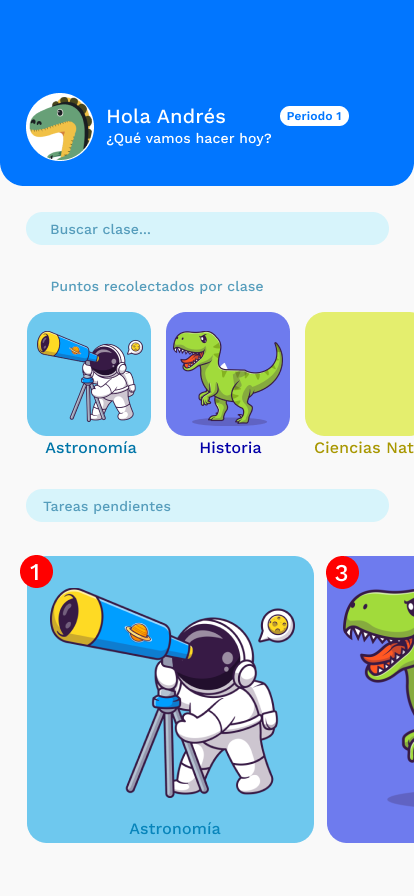 Hola Andrés
Periodo 1
¿Qué vamos hacer hoy?
Buscar clase...
Puntos recolectados por clase
Astronomía
Historia
Ciencias Nat
Tareas pendientes
1
3
Astronomía